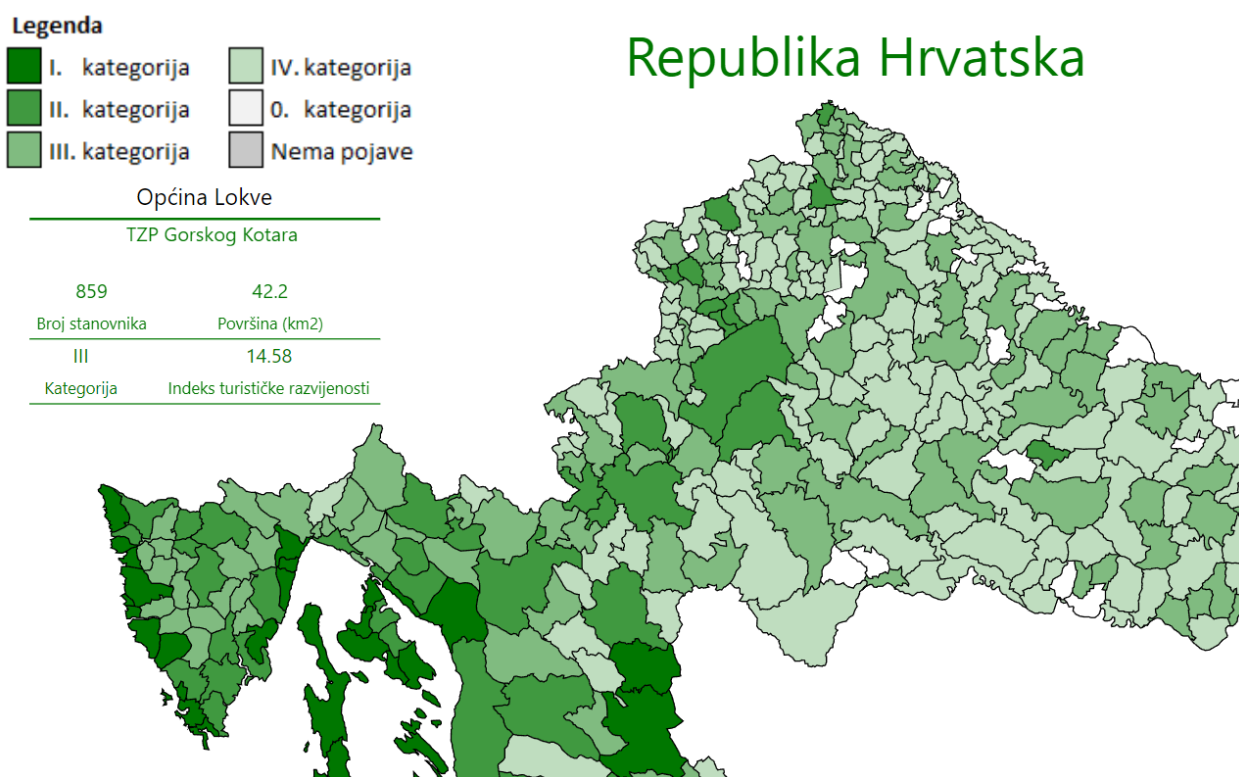 Legenda
I. kategorija
II. kategorija
III. kategorija
IV. kategorija
0. kategorija
Nema pojave
Republika Hrvatska
Općina Lokve
TZP Gorskog Kotara
859 42.2
Broj stanovnika Površina (km2)
III 14.58
Kategorija Indeks turističke razvijenosti